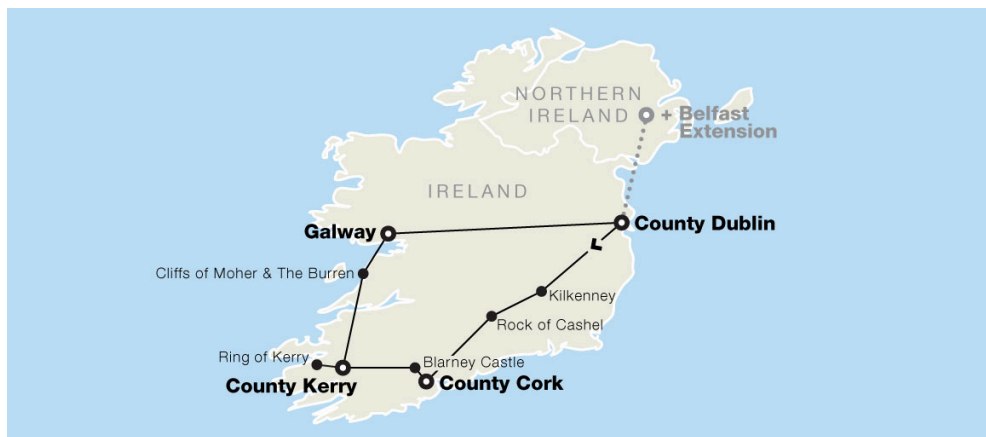 NORTHERN
IRELAND
+ Belfast
Extension
IRELAND
County Dublin
Galway
Cliffs of Moher & The Burren
Kilkenney
Rock of Cashel
Ring of Kerry
Blarney Castle
County Kerry
County Cork